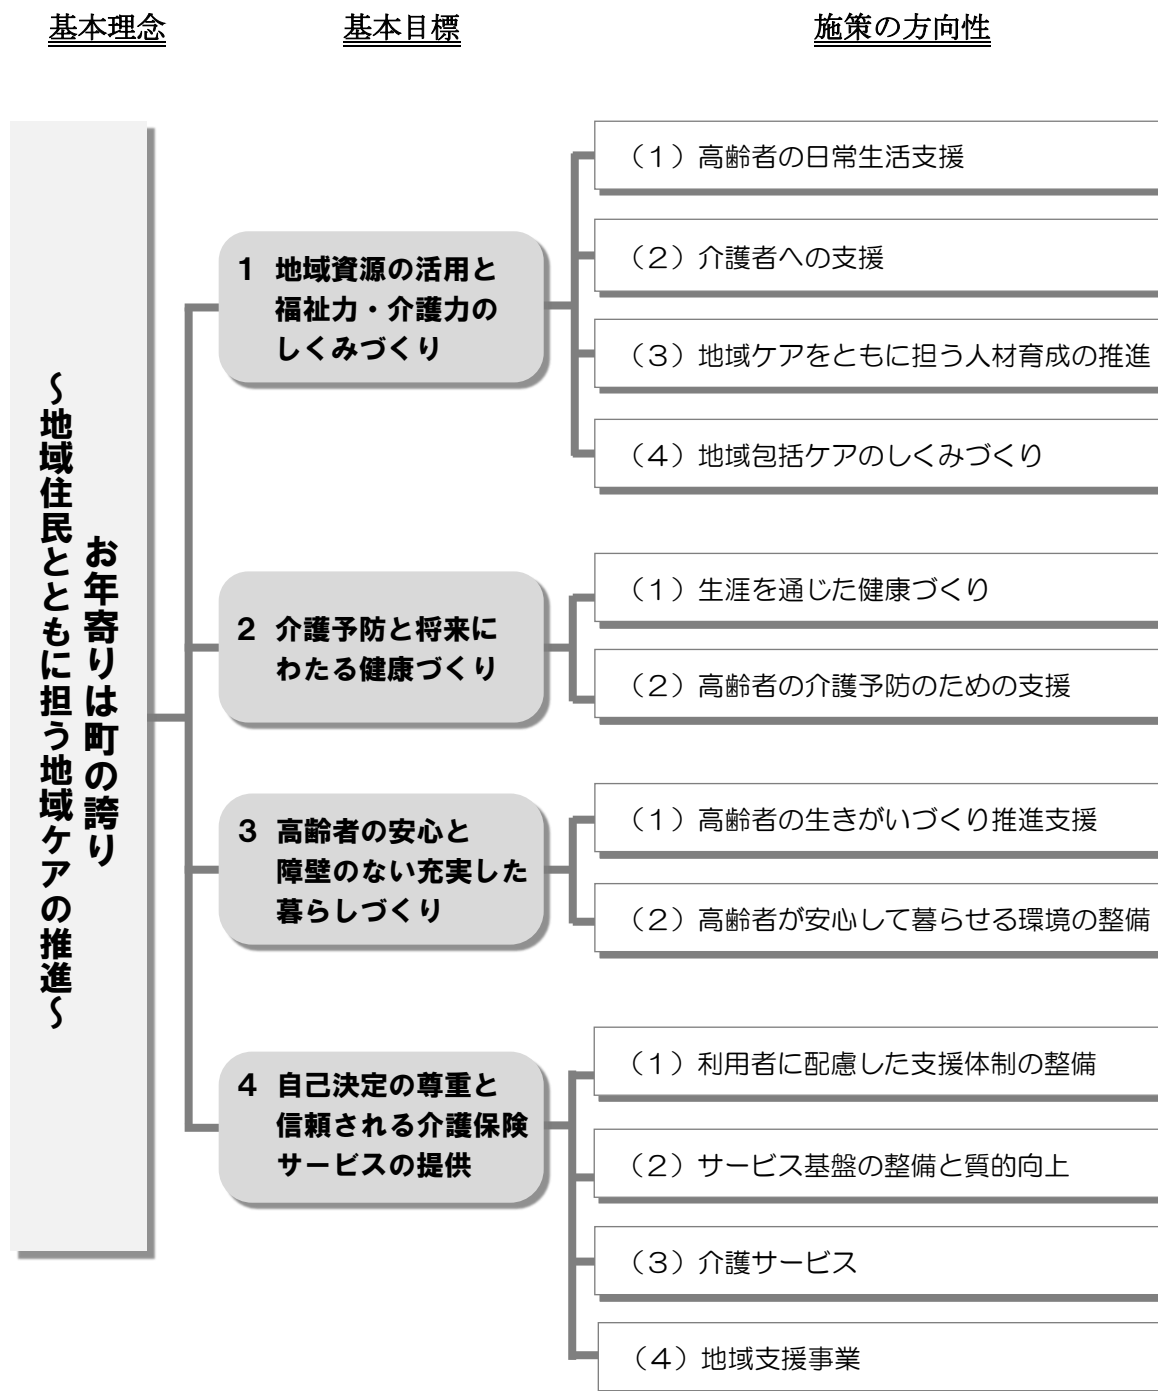 基本理念
基本目標
施策の方向性
お年寄りは町の誇り
～地域住民とともに担う地域ケアの推進～
1 地域資源の活用と
福祉力・介護力の
しくみづくり
（1）高齢者の日常生活支援
（2）介護者への支援
（3）地域ケアをともに担う人材育成の推進
（4）地域包括ケアのしくみづくり
2 介護予防と将来に
わたる健康づくり
（1）生涯を通じた健康づくり
（2）高齢者の介護予防のための支援
3 高齢者の安心と
障壁のない充実した
暮らしづくり
（1）高齢者の生きがいづくり推進支援
（2）高齢者が安心して暮らせる環境の整備
4 自己決定の尊重と
信頼される介護保険
サービスの提供
（1）利用者に配慮した支援体制の整備
（2）サービス基盤の整備と質的向上
（3）介護サービス
（4）地域支援事業